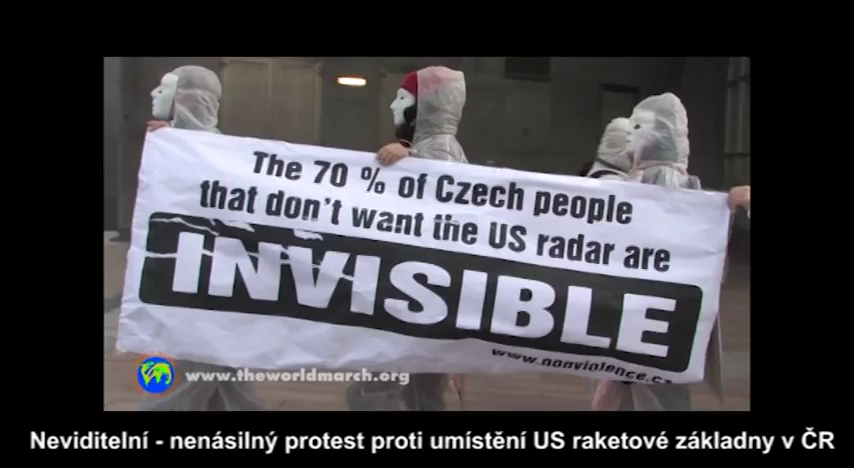 The 70 % of Czech people
that don't want the US radar are
INVISIBLE
www.nonviolence.cz
www.theworldmarch.org
Neviditelní - nenásilný protest proti umístění US raketové základny v ČR